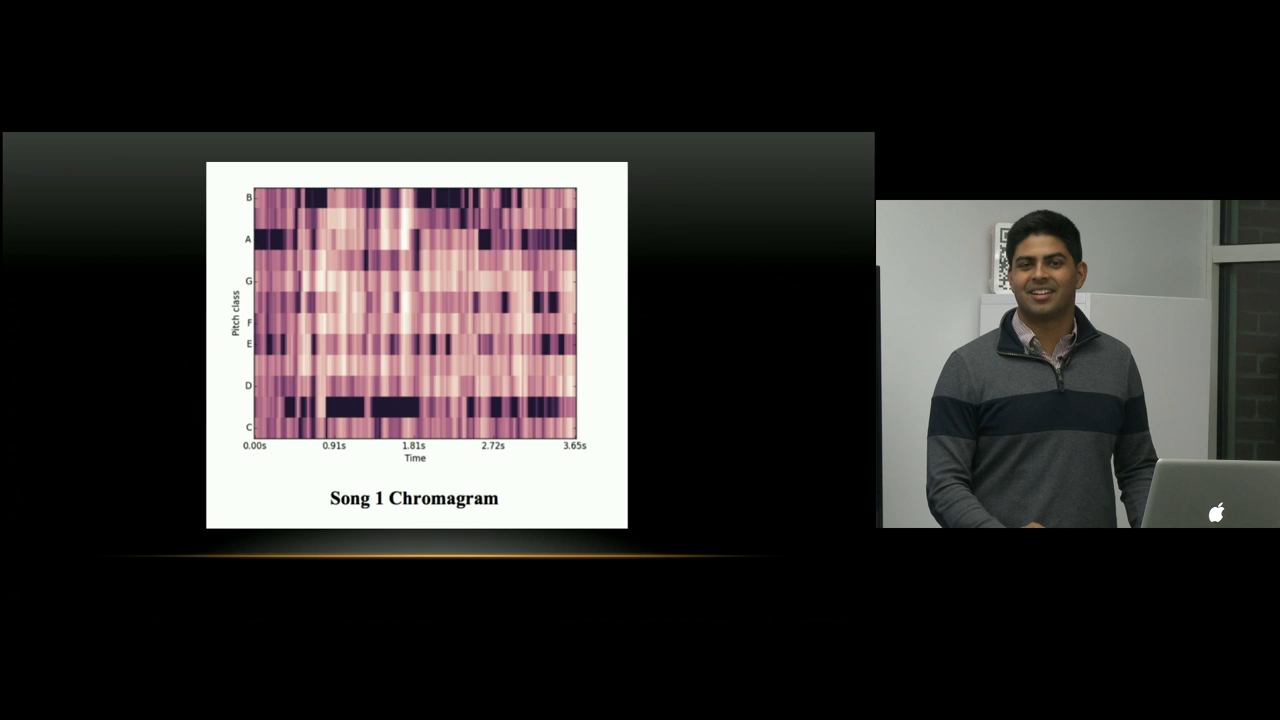 B
A
G
F
E
D
C
Pitch class
0.00s 0.91s 1.81s 2.72s 3.65s
Time
Song 1 Chromagram